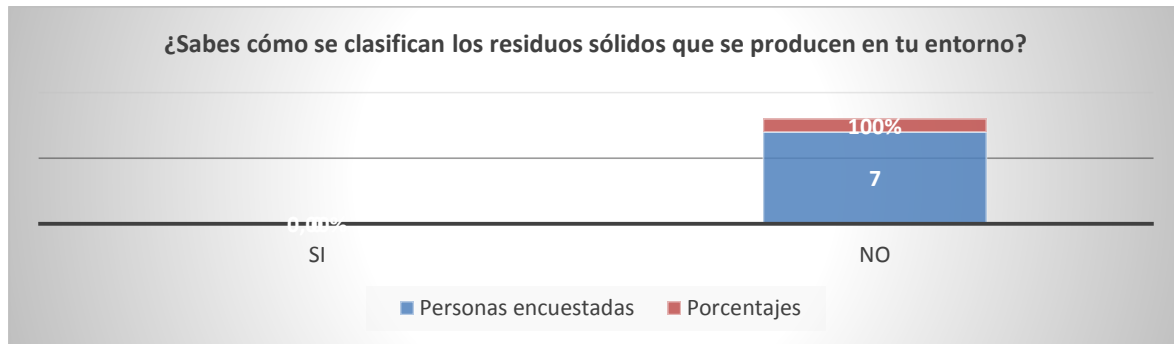 ¿Sabes cómo se clasifican los residuos sólidos que se producen en tu entorno?
100%
7
SI
NO
Personas encuestadas
Porcentajes